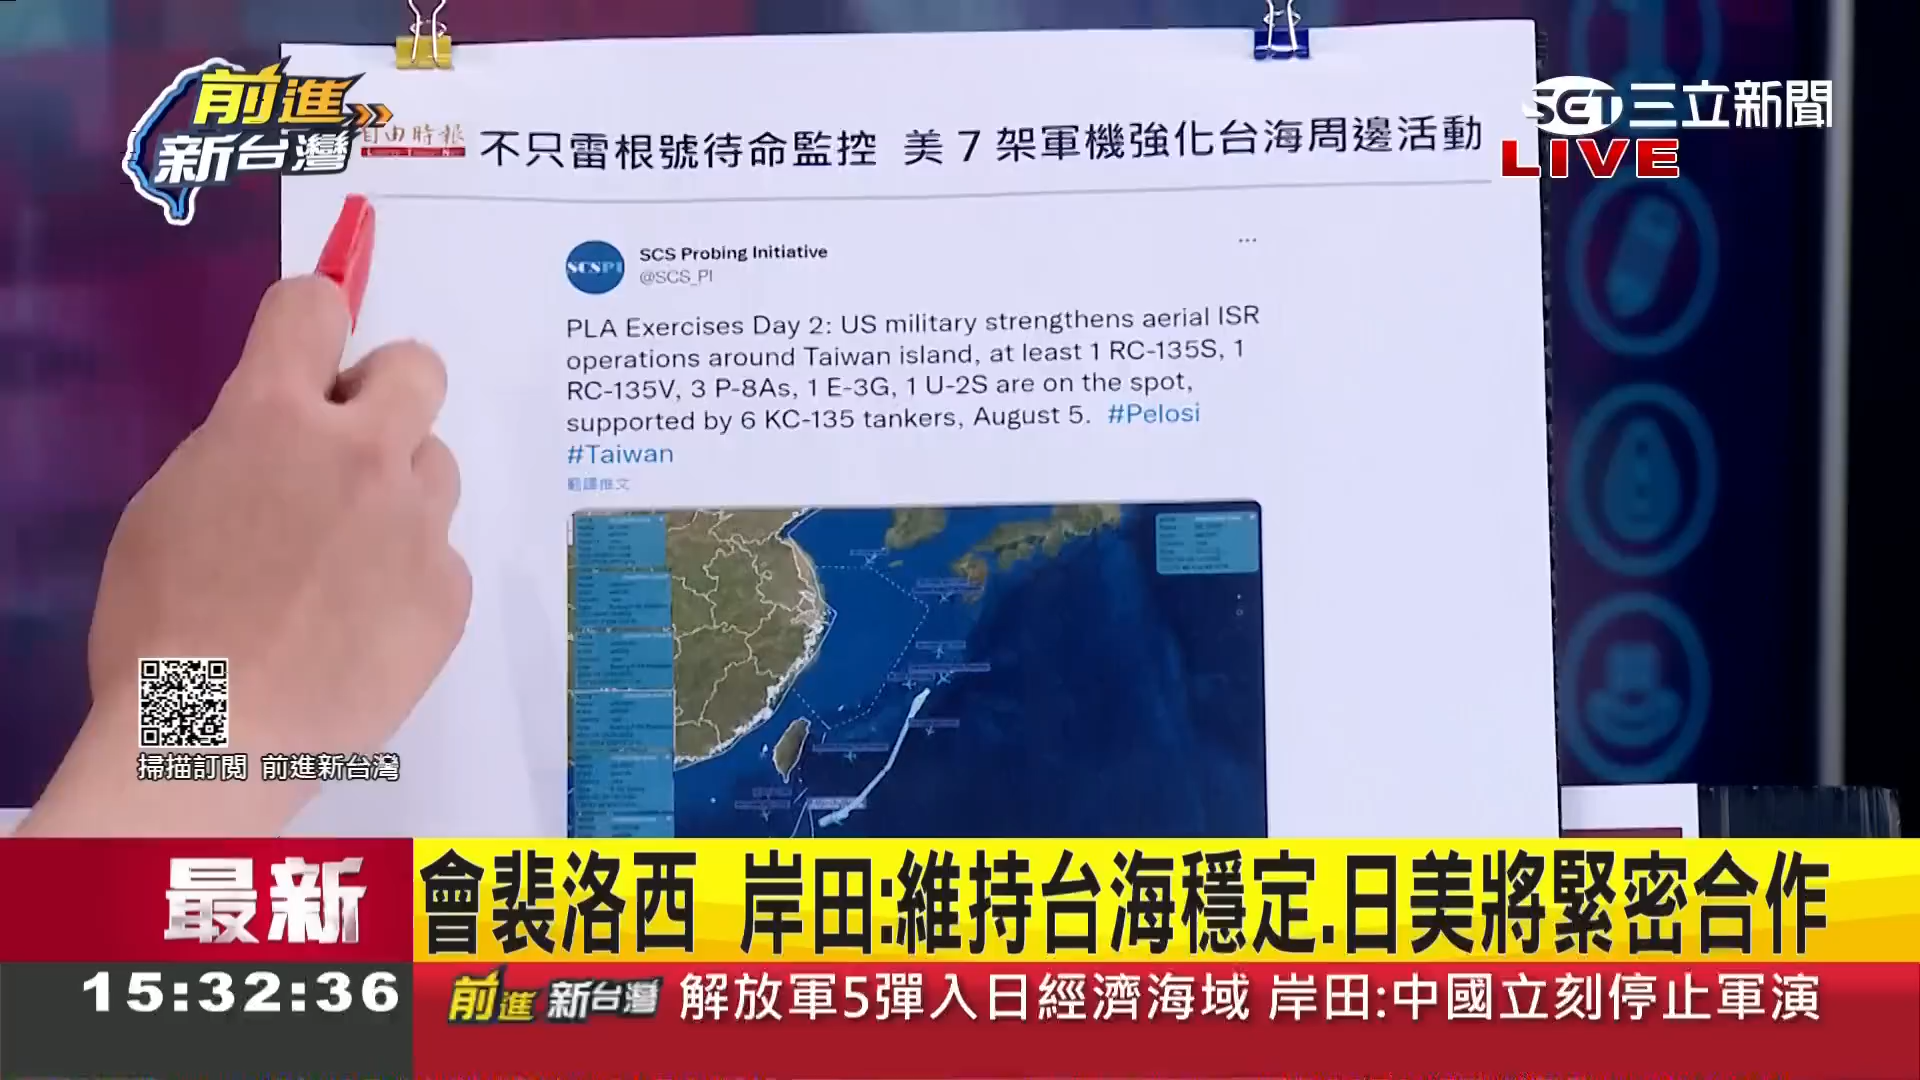 前進
新台灣
自由時報
不只雷根號待命監控 美7架軍機強化台海周邊活動
SGT三立新聞
LIVE
SCSPI
SCS Probing Initiative
@SCS_PI
PLA Exercises Day 2: US military strengthens aerial ISR
operations around Taiwan island, at least 1 RC-135S, 1
RC-135V, 3 P-8As, 1 E-3G, 1 U-2S are on the spot,
supported by 6 KC-135 tankers, August 5. #Pelosi
#Taiwan
翻譯推文
掃描訂閱 前進新台灣
最新
會裴洛西 岸田:維持台海穩定.日美將緊密合作
15:32:36
前進新台灣 解放軍5彈入日經濟海域 岸田:中國立刻停止軍演